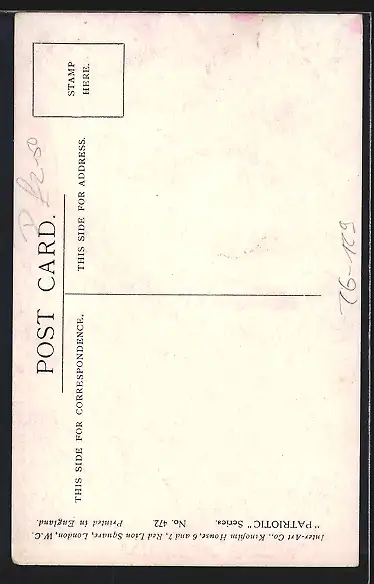 POST CARD.
THIS SIDE FOR CORRESPONDENCE.
THIS SIDE FOR ADDRESS.
STAMP
HERE.
"PATRIOTIC" Series. No. 472 Printed in England.
Inter-Art Co., Kinofilm House, 6 and 7, Red Lion Square, London, W.C.